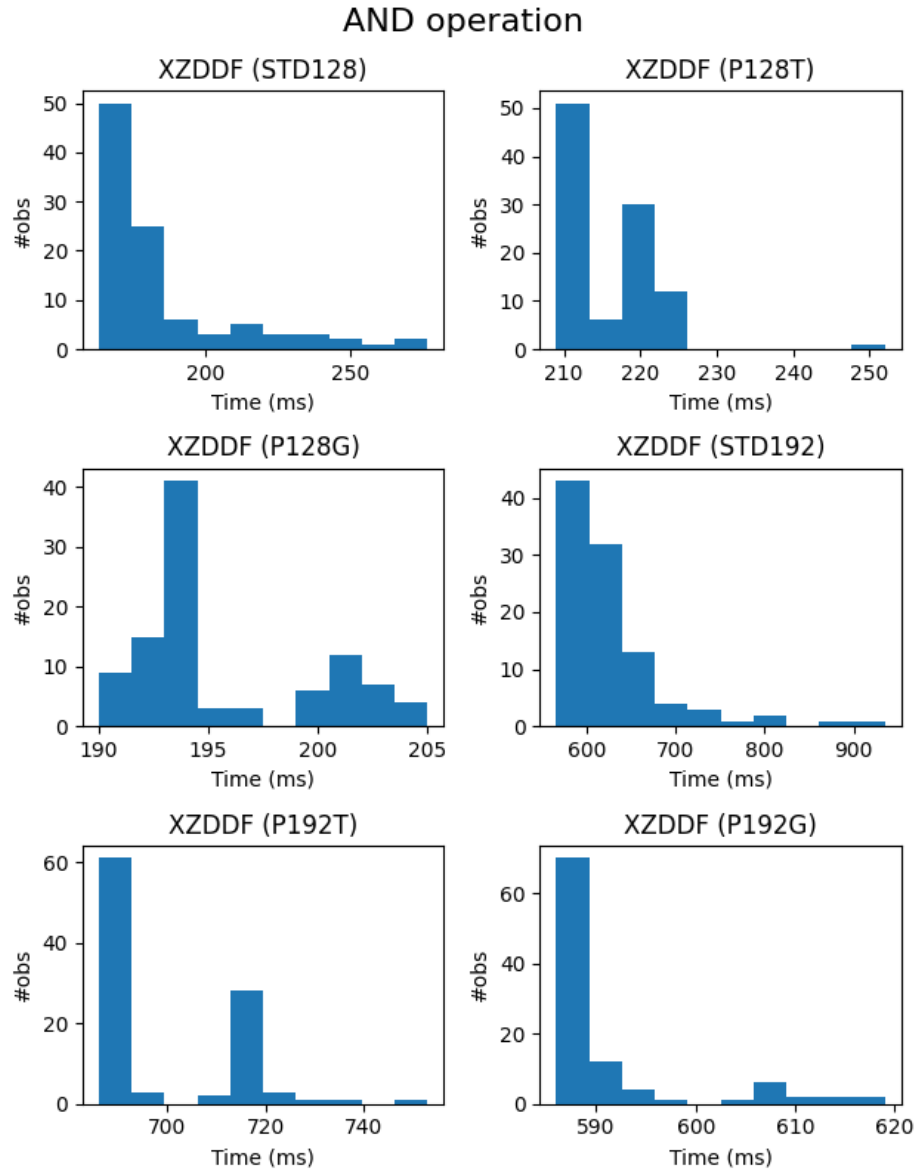 AND operation
XZDDF (STD128)
50
40
30
20
10
0
#obs
200 250
Time (ms)
XZDDF (P128T)
50
40
30
20
10
0
#obs
210 220 230 240 250
Time (ms)
XZDDF (P128G)
40
30
20
10
0
#obs
190 195 200 205
Time (ms)
XZDDF (STD192)
40
30
20
10
0
#obs
600 700 800 900
Time (ms)
XZDDF (P192T)
60
40
20
0
#obs
700 720 740
Time (ms)
XZDDF (P192G)
60
40
20
0
#obs
590 600 610 620
Time (ms)